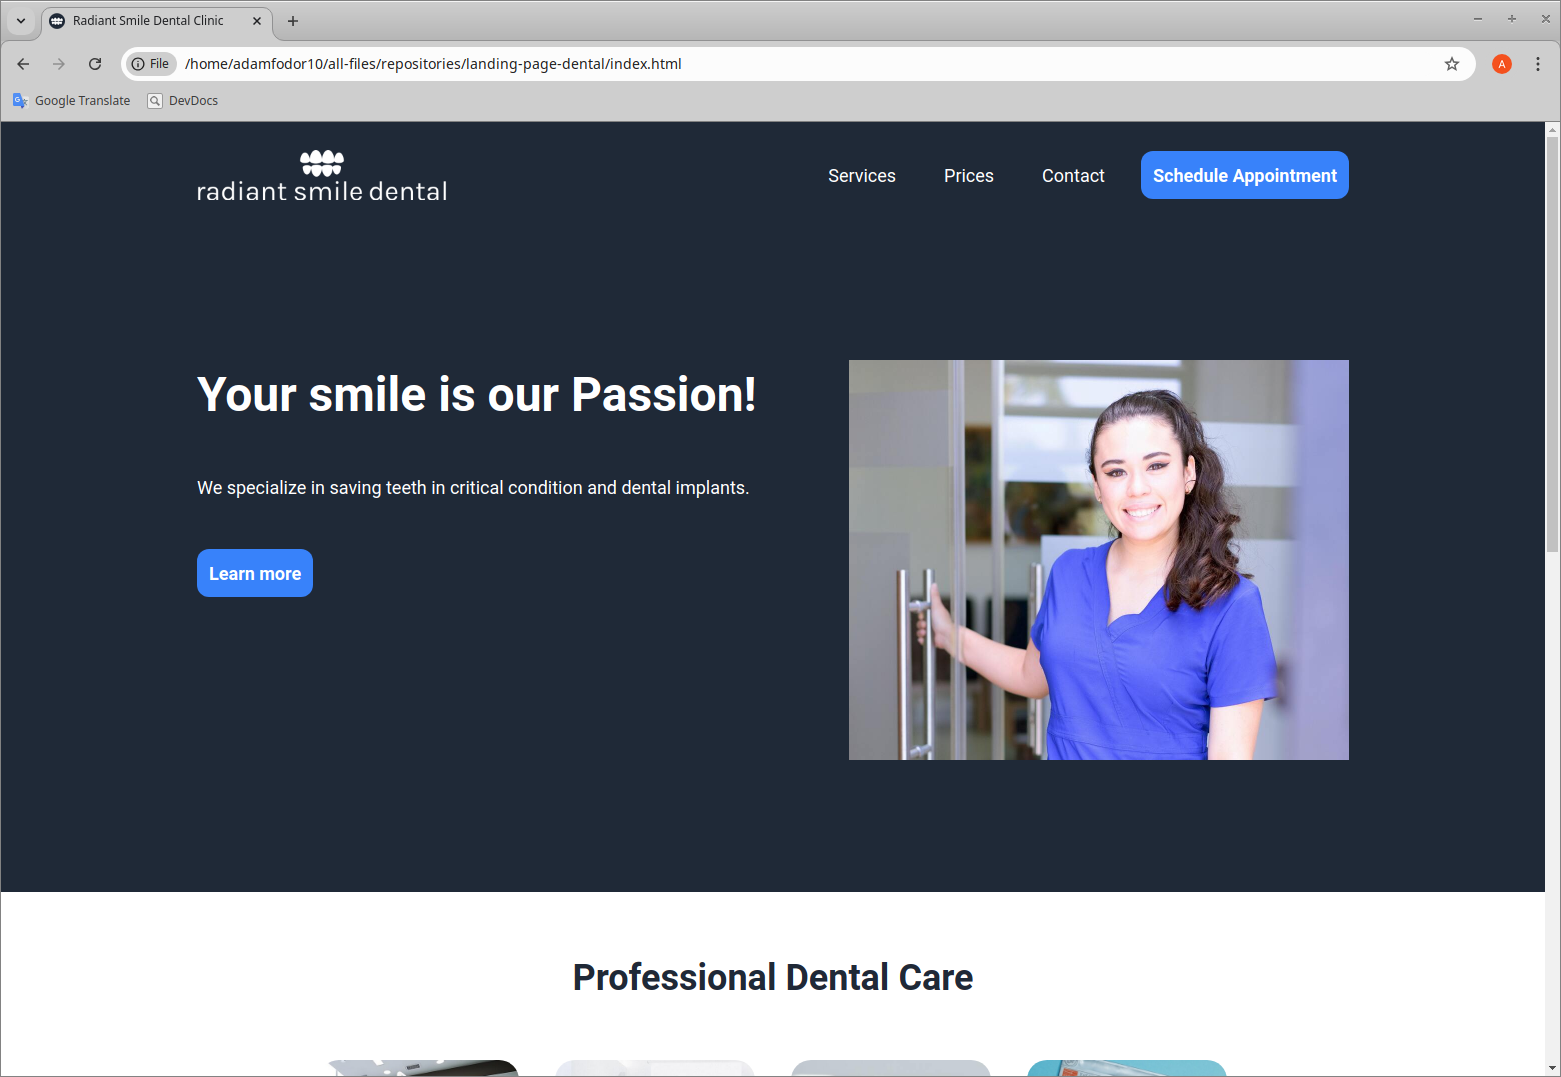 Radiant Smile Dental Clinic
File /home/adamfodor10/all-files/repositories/landing-page-dental/index.html
A
Google Translate DevDocs
radiant smile dental
Services Prices Contact Schedule Appointment
Your smile is our Passion!
We specialize in saving teeth in critical condition and dental implants.
Learn more
Professional Dental Care